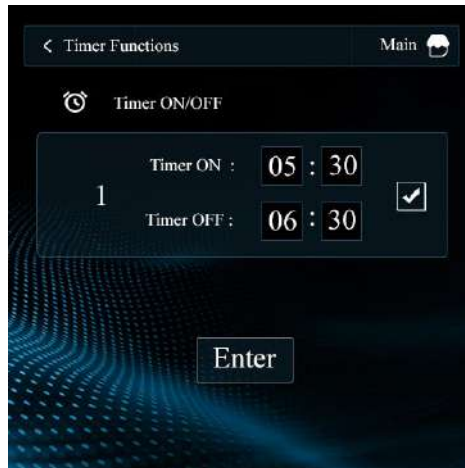 Timer Functions Main
Timer ON/OFF
Timer ON : 05 : 30
1
Timer OFF : 06 : 30
Enter